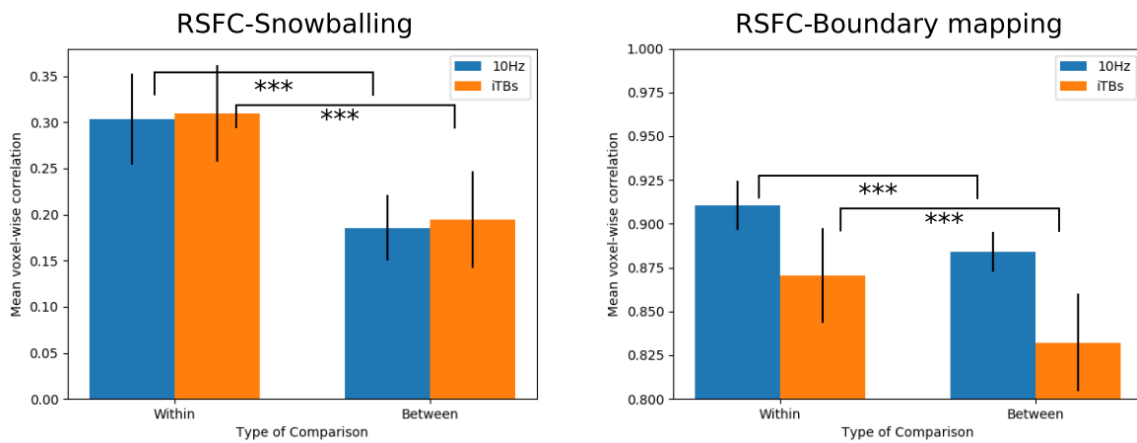 RSFC-Snowballing
0.35
0.30
0.25
0.20
0.15
0.10
0.05
0.00
Mean voxel-wise correlation
10Hz
iTBs
***
***
Within
Between
Type of Comparison
RSFC-Boundary mapping
1.000
0.975
0.950
0.925
0.900
0.875
0.850
0.825
0.800
Mean voxel-wise correlation
10Hz
iTBs
***
***
Within
Between
Type of Comparison